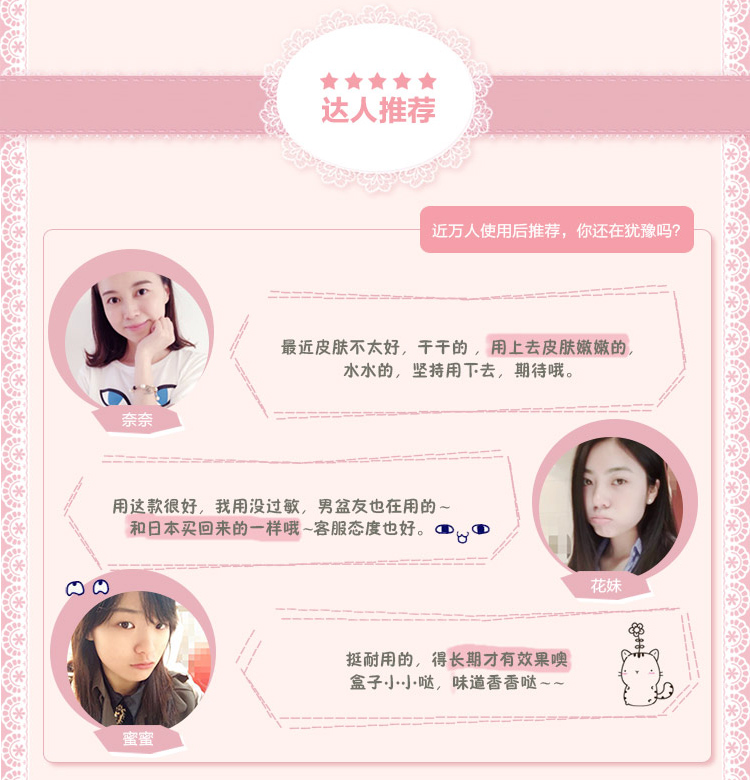 达人推荐
近万人使用后推荐，你还在犹豫吗?
最近皮肤不太好，干干的，用上去皮肤嫩嫩的，
水水的，坚持用下去，期待哦。
奈奈
用这款很好，我用没过敏，男盆友也在用的~
和日本买回来的一样哦~客服态度也好。
花妹
挺耐用的，得长期才有效果噢
盒子小小哒，味道香香哒~~
蜜蜜